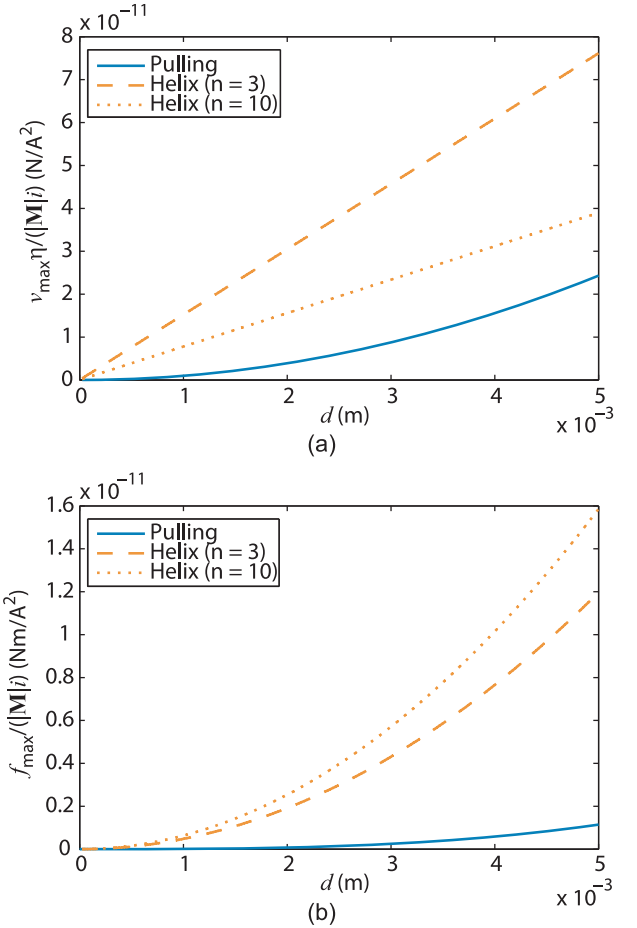 x 10⁻¹¹
8
7
6
5
4
3
2
1
0
v_max η/(|M|i) (N/A²)
Pulling
Helix (n = 3)
Helix (n = 10)
0 1 2 3 4 5
d (m)
x 10⁻³
(a)
x 10⁻¹¹
1.6
1.4
1.2
1
0.8
0.6
0.4
0.2
0
f_max/(|M|i) (Nm/A²)
Pulling
Helix (n = 3)
Helix (n = 10)
0 1 2 3 4 5
d (m)
x 10⁻³
(b)